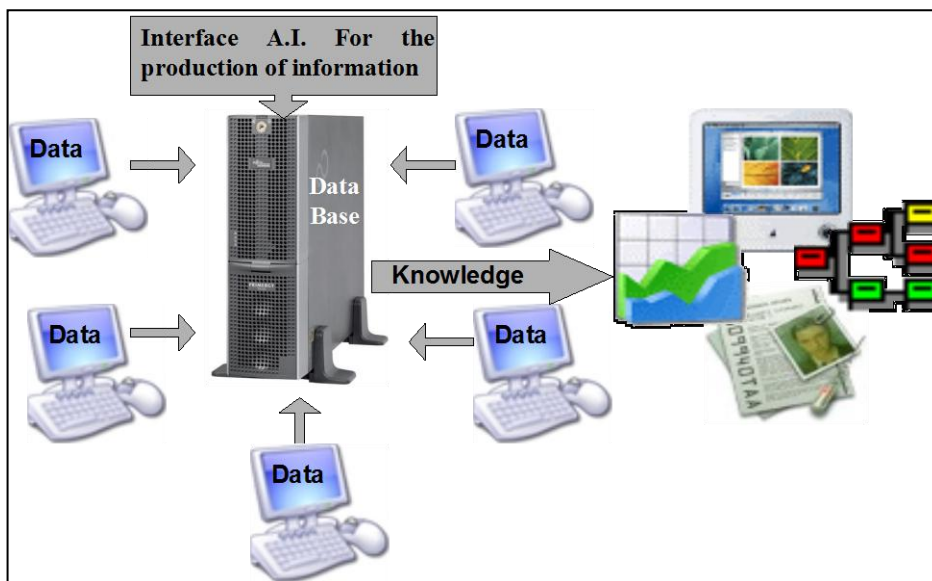 Interface A.I. For the
production of information
Data
Data
Data
Base
Knowledge
Data
Data
Data